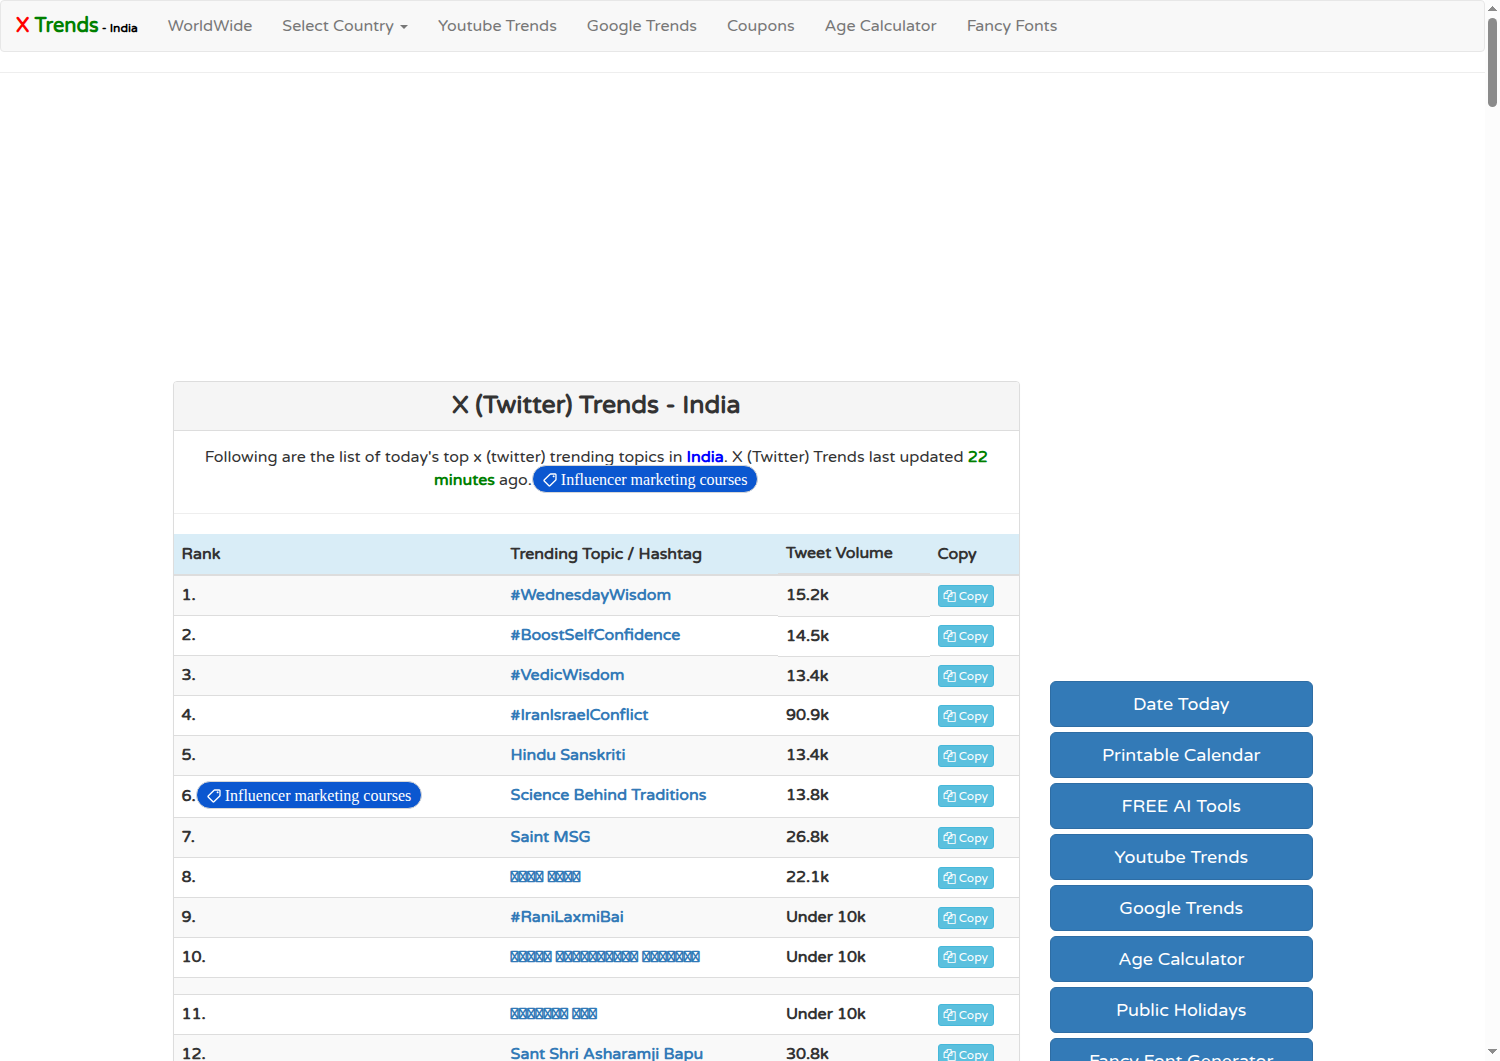 X Trends - India WorldWide Select Country Youtube Trends Google Trends Coupons Age Calculator Fancy Fonts
X (Twitter) Trends - India
Following are the list of today's top x (twitter) trending topics in India. X (Twitter) Trends last updated 22
minutes ago. Influencer marketing courses
Rank Trending Topic / Hashtag Tweet Volume Copy
1. #WednesdayWisdom 15.2k Copy
2. #BoostSelfConfidence 14.5k Copy
3. #VedicWisdom 13.4k Copy
4. #IranIsraelConflict 90.9k Copy
5. Hindu Sanskriti 13.4k Copy
6. Influencer marketing courses Science Behind Traditions 13.8k Copy
7. Saint MSG 26.8k Copy
8. 22.1k Copy
9. #RaniLaxmiBai Under 10k Copy
10. Under 10k Copy
11. Under 10k Copy
12. Sant Shri Asharamji Bapu 30.8k Copy
Date Today
Printable Calendar
FREE AI Tools
Youtube Trends
Google Trends
Age Calculator
Public Holidays
Fancy Font Generator